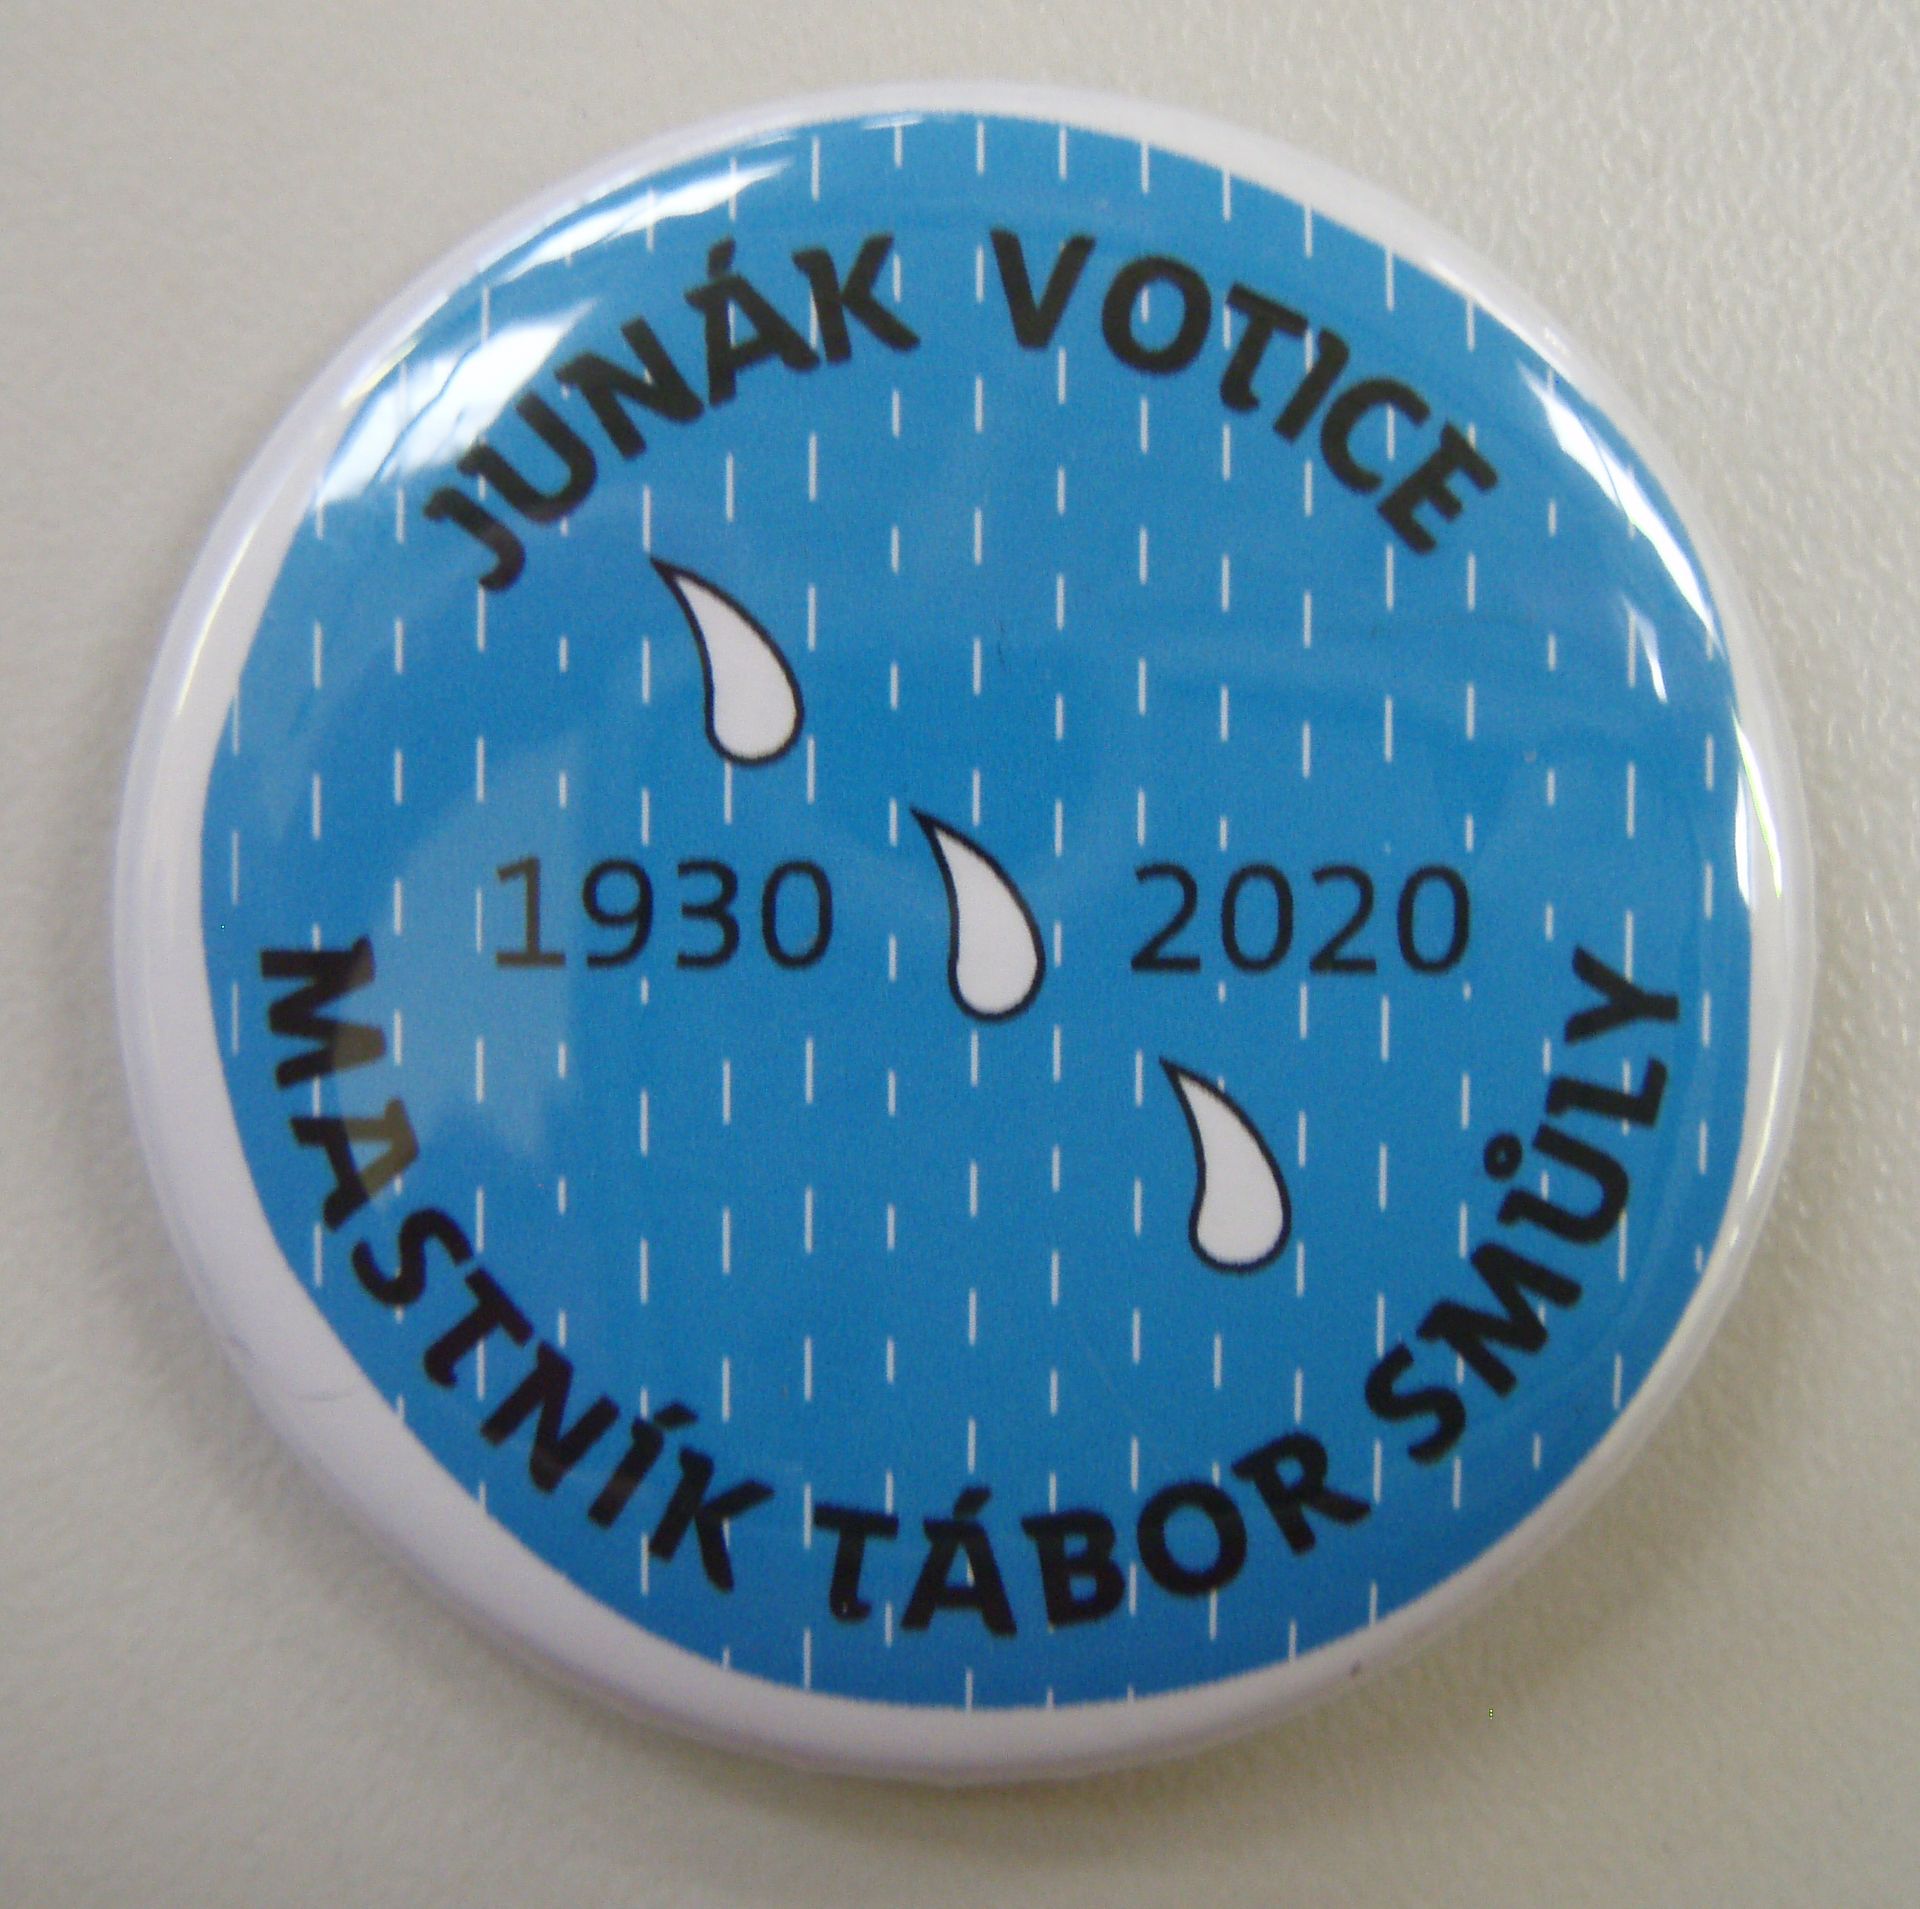 JUNÁK VOTICE
1930 2020
MASTNÍK TÁBOR SMŮLY